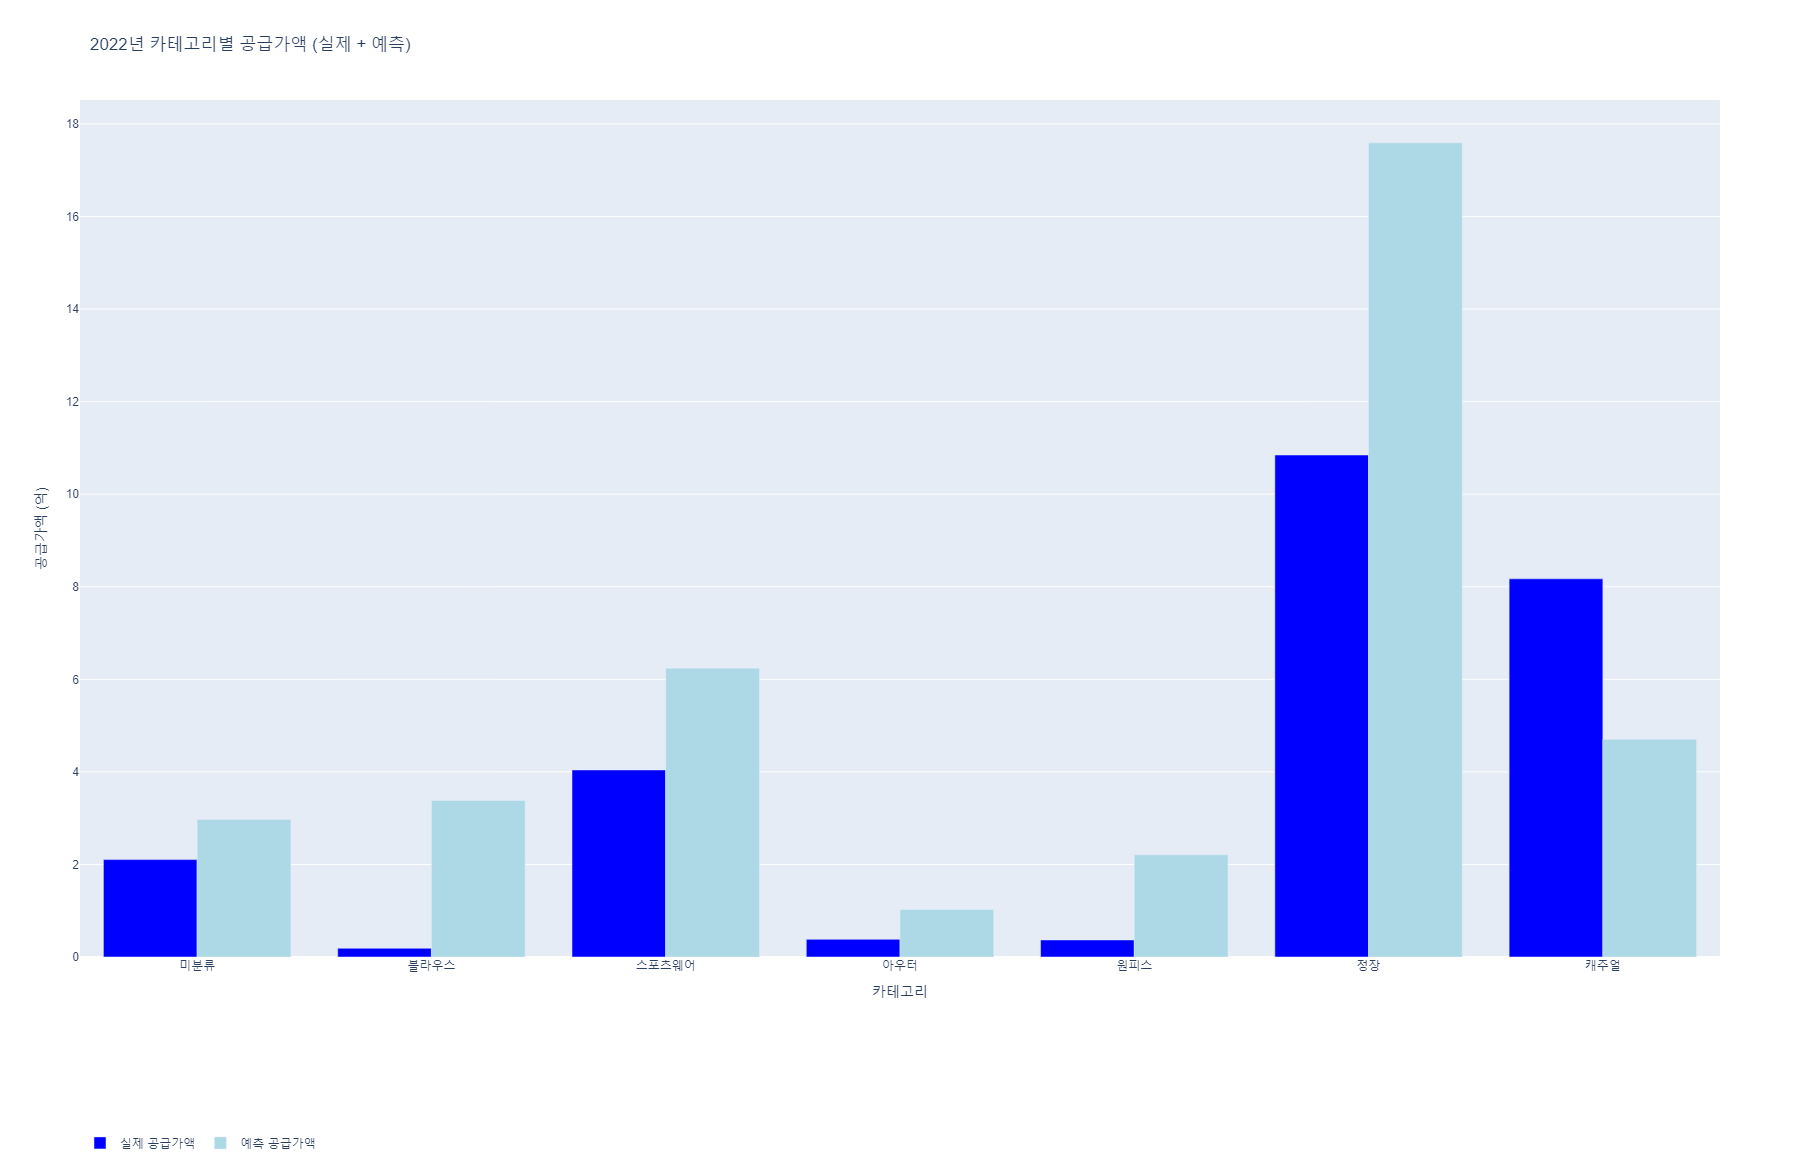 2022년 카테고리별 공급가액 (실제 + 예측)
18
16
14
12
10
8
6
4
2
0
공급가액 (억)
미분류 블라우스 스포츠웨어 아우터 원피스 정장 캐주얼
카테고리
실제 공급가액 예측 공급가액